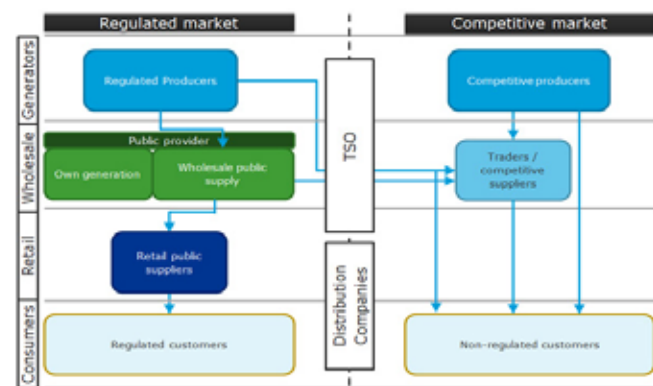 Regulated market
Competitive market
Generators
Regulated Producers
Competitive producers
TSO
Wholesale
Public provider
Own generation
Wholesale public
supply
Traders /
competitive
suppliers
Retail
Retail public
suppliers
Distribution
Companies
Consumers
Regulated customers
Non-regulated customers